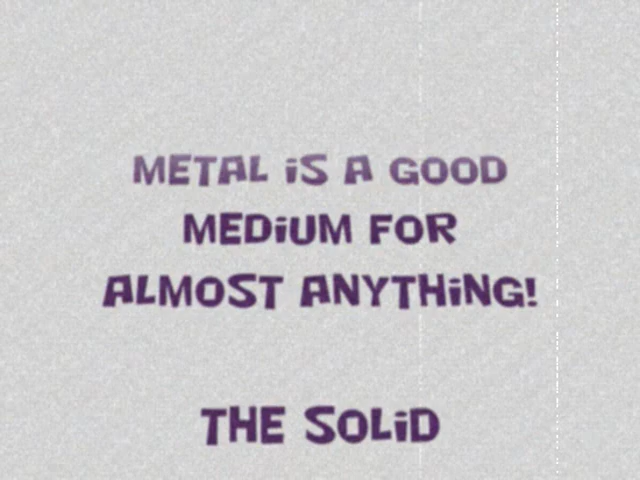 METAL iS A GOOD
MEDiUM FOR
ALMOST ANYTHiNG!
THE SOLiD